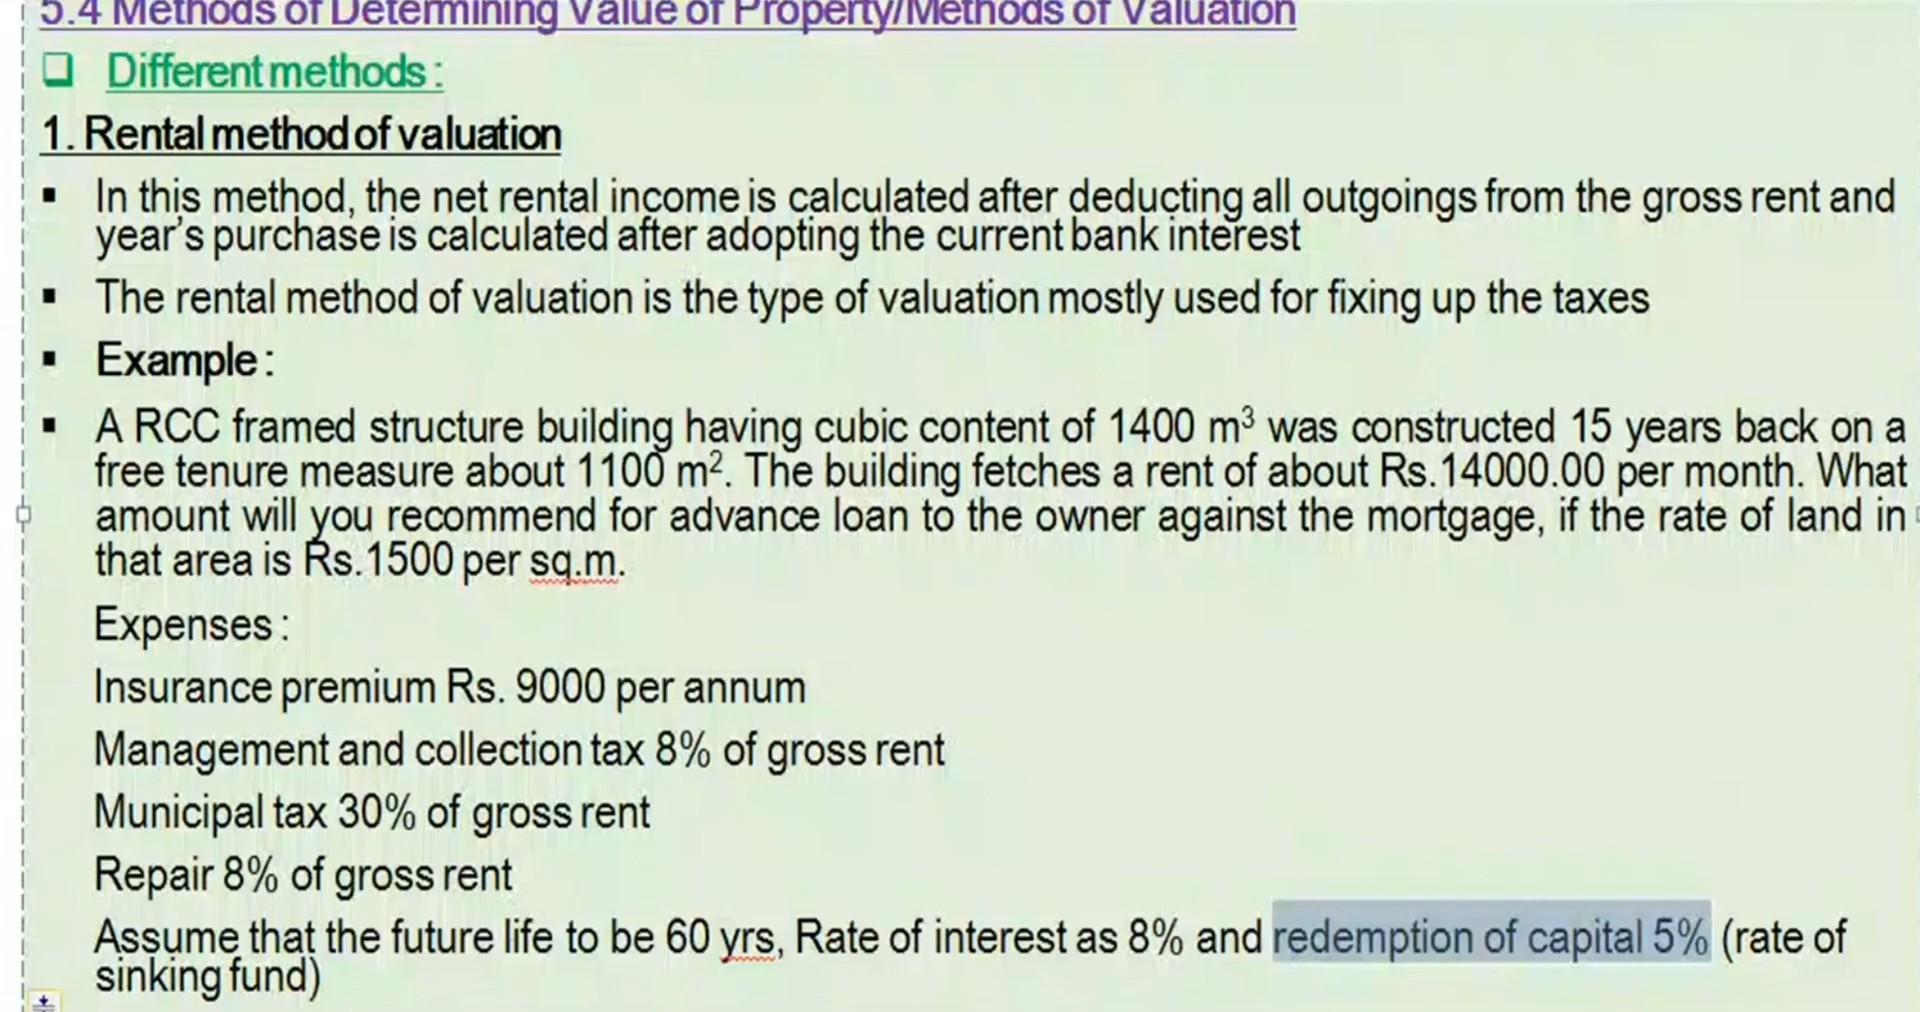 5.4 Methods of Determining Value of Property/Methods of Valuation
Different methods :
1. Rental method of valuation
In this method, the net rental income is calculated after deducting all outgoings from the gross rent and
year’s purchase is calculated after adopting the current bank interest
The rental method of valuation is the type of valuation mostly used for fixing up the taxes
Example :
A RCC framed structure building having cubic content of 1400 m³ was constructed 15 years back on a
free tenure measure about 1100 m². The building fetches a rent of about Rs.14000.00 per month. What
amount will you recommend for advance loan to the owner against the mortgage, if the rate of land in
that area is Rs.1500 per sq.m.
Expenses :
Insurance premium Rs. 9000 per annum
Management and collection tax 8% of gross rent
Municipal tax 30% of gross rent
Repair 8% of gross rent
Assume that the future life to be 60 yrs, Rate of interest as 8% and redemption of capital 5% (rate of
sinking fund)